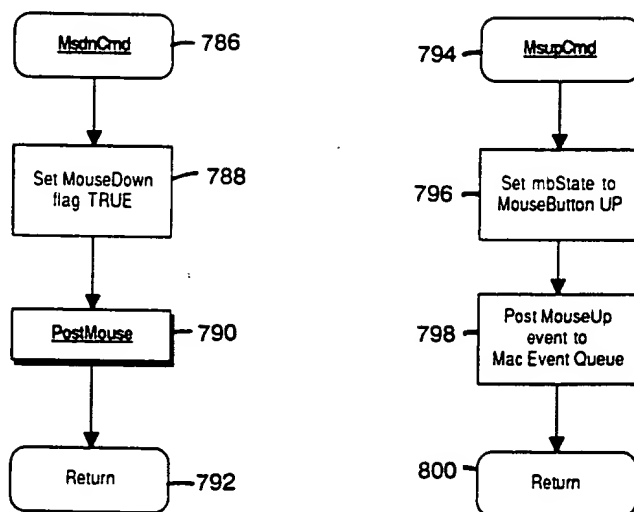 MsdnCmd
786
Set MouseDown
flag TRUE
788
PostMouse
790
Return
792
MsupCmd
794
Set mbState to
MouseButton UP
796
Post MouseUp
event to
Mac Event Queue
798
Return
800